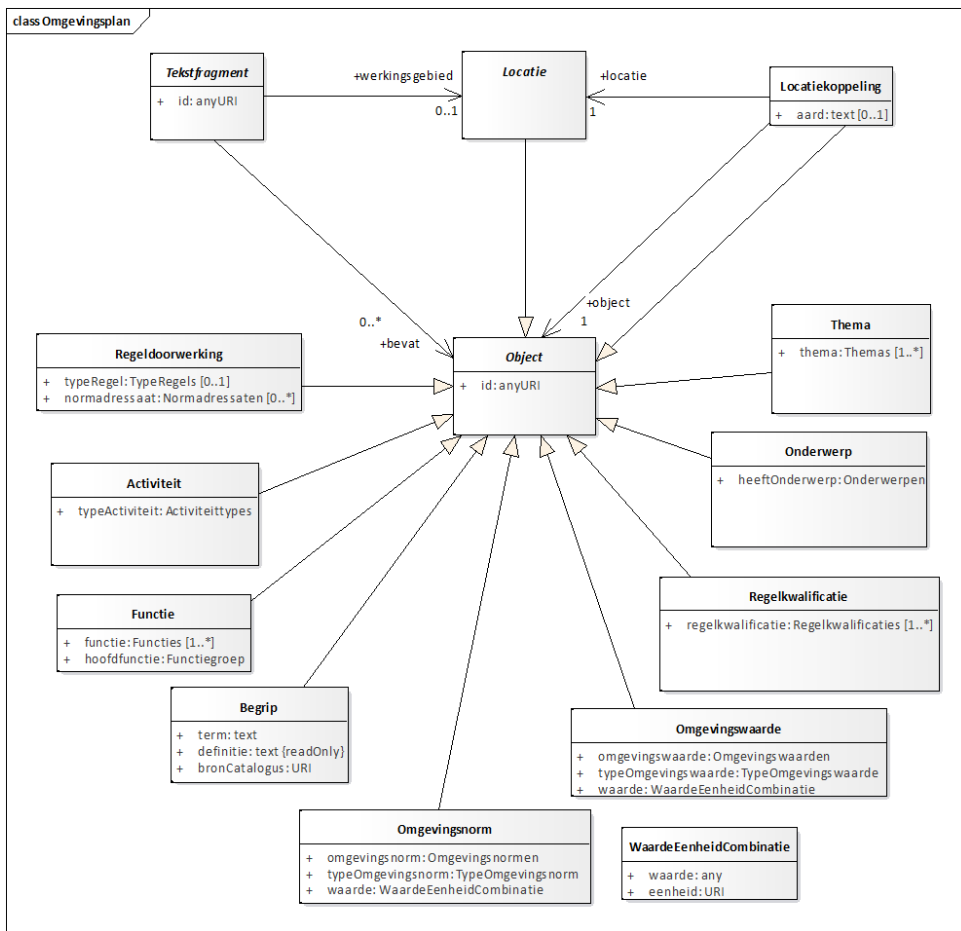 class Omgevingsplan
Tekstfragment
+ id: anyURI
+werkingsgebied
0..1
Locatie
+locatie
1
Locatiekoppeling
+ aard: text [0..1]
0..*
+bevat
+object
1
Object
+ id: anyURI
Regeldoorwerking
+ typeRegel: TypeRegels [0..1]
+ normadressaat: Normadressaten [0..*]
Thema
+ thema: Themas [1..*]
Activiteit
+ typeActiviteit: Activiteittypes
Onderwerp
+ heeftOnderwerp: Onderwerpen
Functie
+ functie: Functies [1..*]
+ hoofdfunctie: Functiegroep
Regelkwalificatie
+ regelkwalificatie: Regelkwalificaties [1..*]
Begrip
+ term: text
+ definitie: text {readOnly}
+ bronCatalogus: URI
Omgevingswaarde
+ omgevingswaarde: Omgevingswaarden
+ typeOmgevingswaarde: TypeOmgevingswaarde
+ waarde: WaardeEenheidCombinatie
Omgevingsnorm
+ omgevingsnorm: Omgevingsnormen
+ typeOmgevingsnorm: TypeOmgevingsnorm
+ waarde: WaardeEenheidCombinatie
WaardeEenheidCombinatie
+ waarde: any
+ eenheid: URI